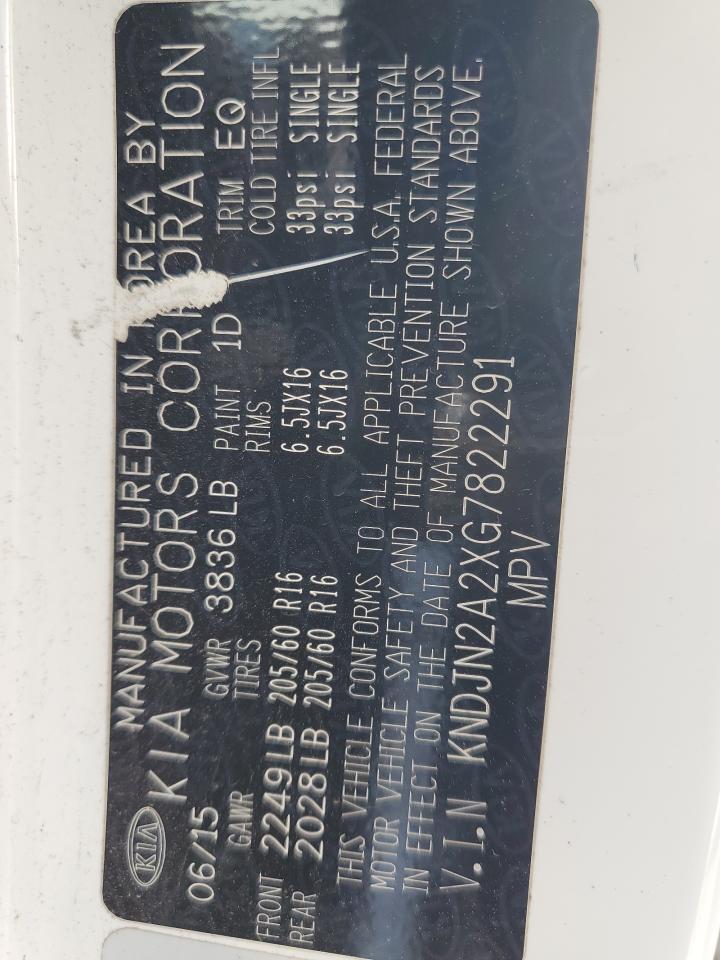 KIA
MANUFACTURED IN KOREA BY
KIA MOTORS CORPORATION
06/15 GVWR 3836 LB PAINT 1D TRIM EQ
GAWR TIRES RIMS COLD TIRE INFL
FRONT 2249LB 205/60 R16 6.5JX16 33psi SINGLE
REAR 2028LB 205/60 R16 6.5JX16 33psi SINGLE
THIS VEHICLE CONFORMS TO ALL APPLICABLE U.S.A. FEDERAL
MOTOR VEHICLE SAFETY AND THEFT PREVENTION STANDARDS
IN EFFECT ON THE DATE OF MANUFACTURE SHOWN ABOVE.
V.I.N KNDJN2A2XG7822291
MPV